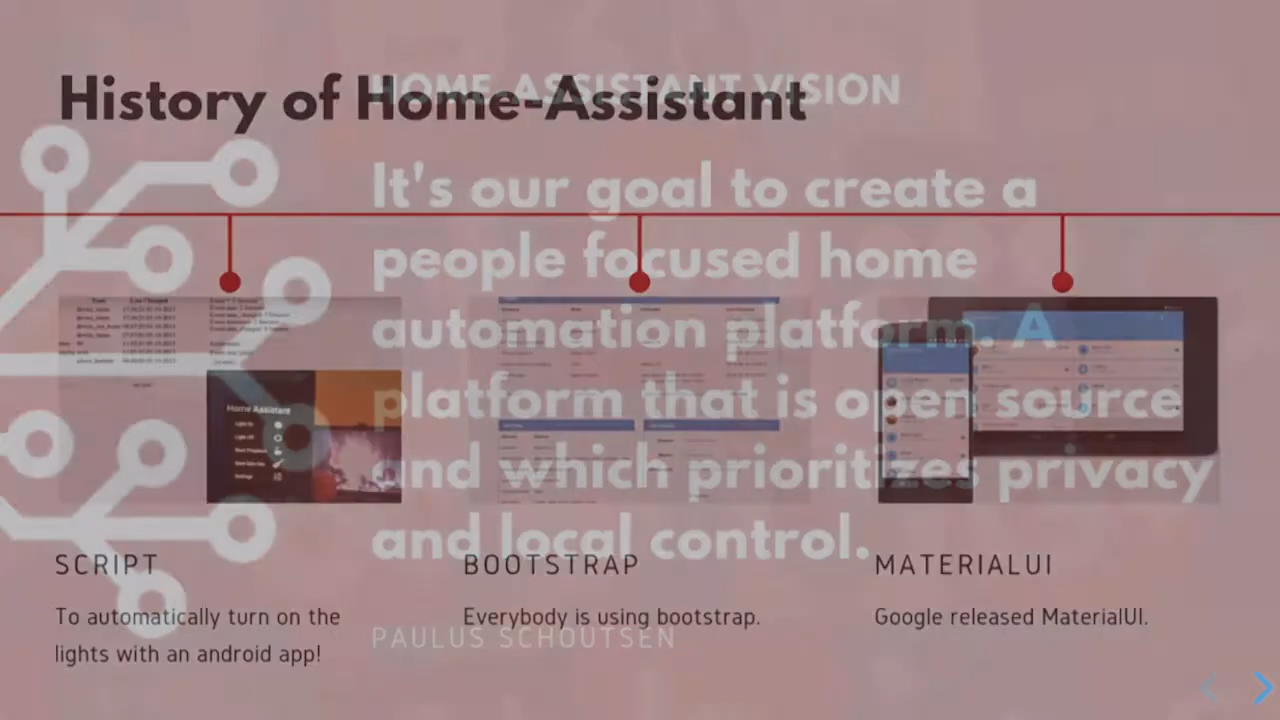 History of Home-Assistant
SCRIPT
To automatically turn on the
lights with an android app!
BOOTSTRAP
Everybody is using bootstrap.
MATERIALUI
Google released MaterialUI.
Home Assistant
HOME-ASSISTANT VISION
It's our goal to create a
people focused home
automation platform. A
platform that is open source
and which prioritizes privacy
and local control.
PAULUS SCHOUTSEN